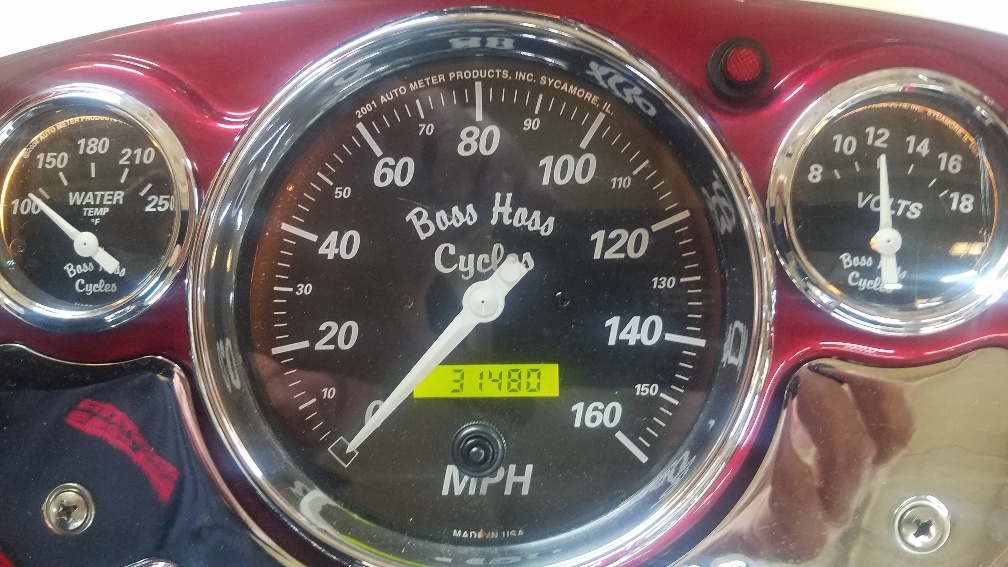 100
150
180
210
250
WATER
TEMP
°F
Boss Hoss
Cycles
2001 AUTO METER PRODUCTS, INC. SYCAMORE, IL.
0
10
20
30
40
50
60
70
80
90
100
110
120
130
140
150
160
Boss Hoss
Cycles
31480
MPH
MADE IN USA
8
10
12
14
16
18
VOLTS
Boss Hoss
Cycles